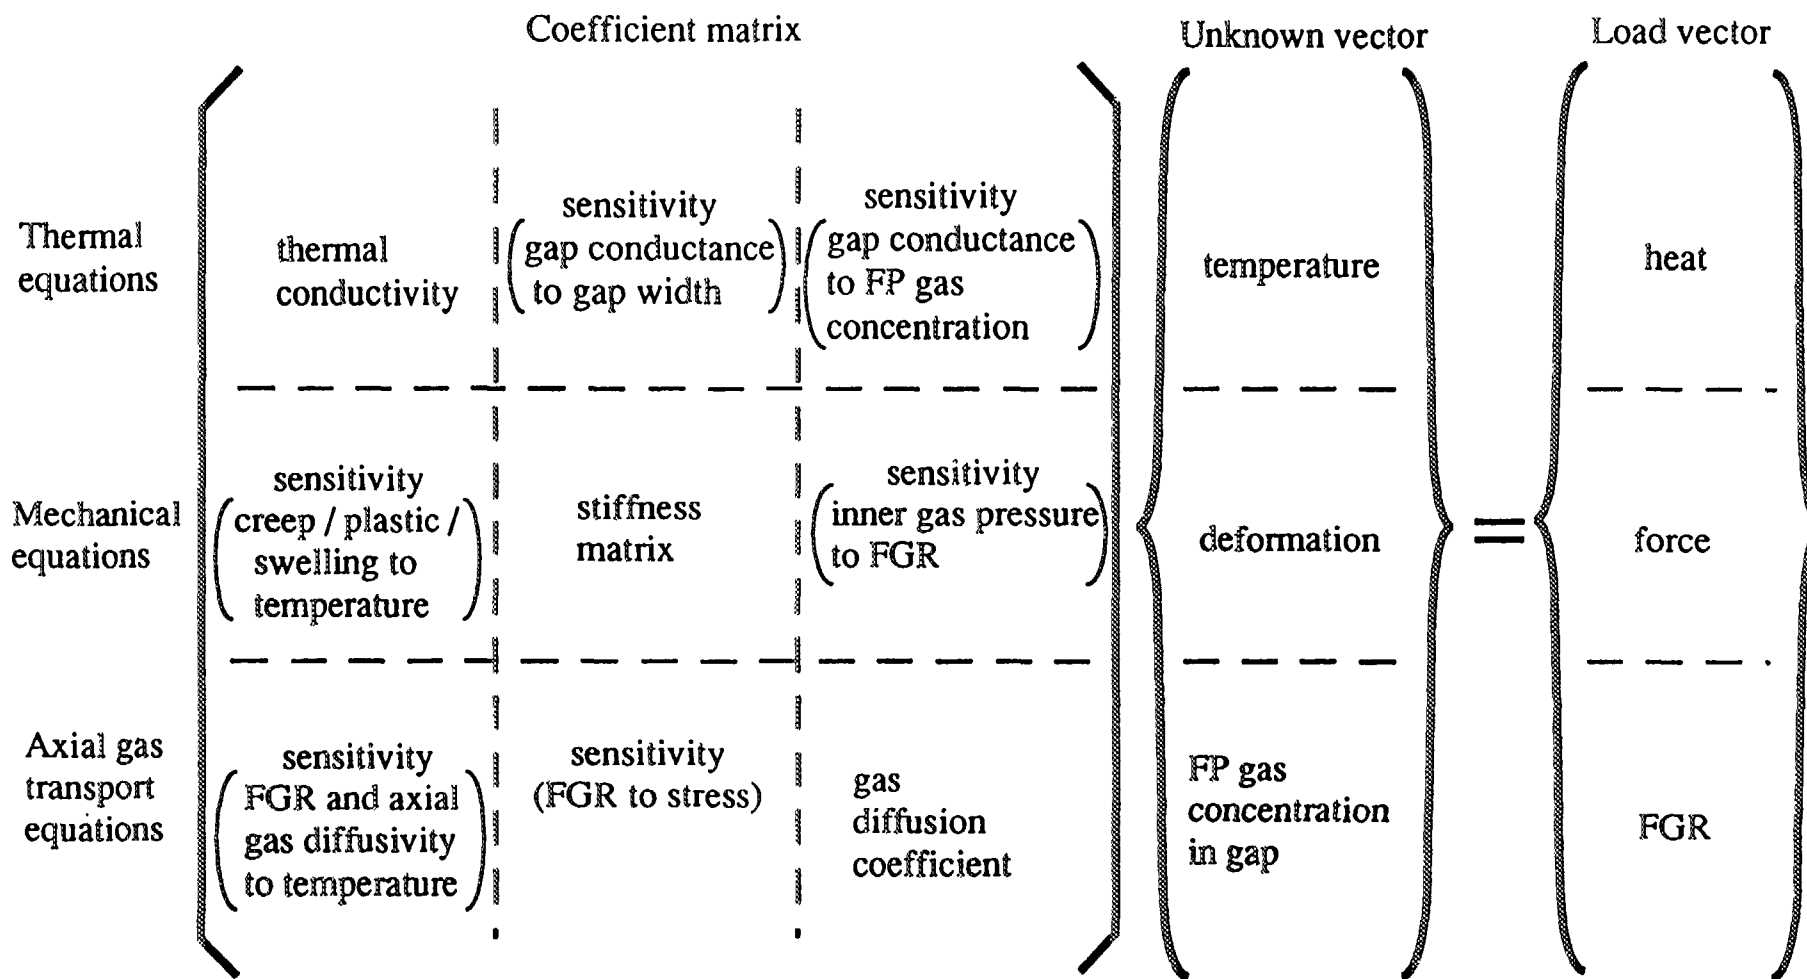 Coefficient matrix
Unknown vector
Load vector
Thermal
equations
thermal
conductivity
sensitivity
(gap conductance
to gap width)
sensitivity
(gap conductance
to FP gas
concentration)
temperature
heat
Mechanical
equations
sensitivity
(creep / plastic /
swelling to
temperature)
stiffness
matrix
sensitivity
(inner gas pressure
to FGR)
deformation
=
force
Axial gas
transport
equations
sensitivity
(FGR and axial
gas diffusivity
to temperature)
sensitivity
(FGR to stress)
gas
diffusion
coefficient
FP gas
concentration
in gap
FGR